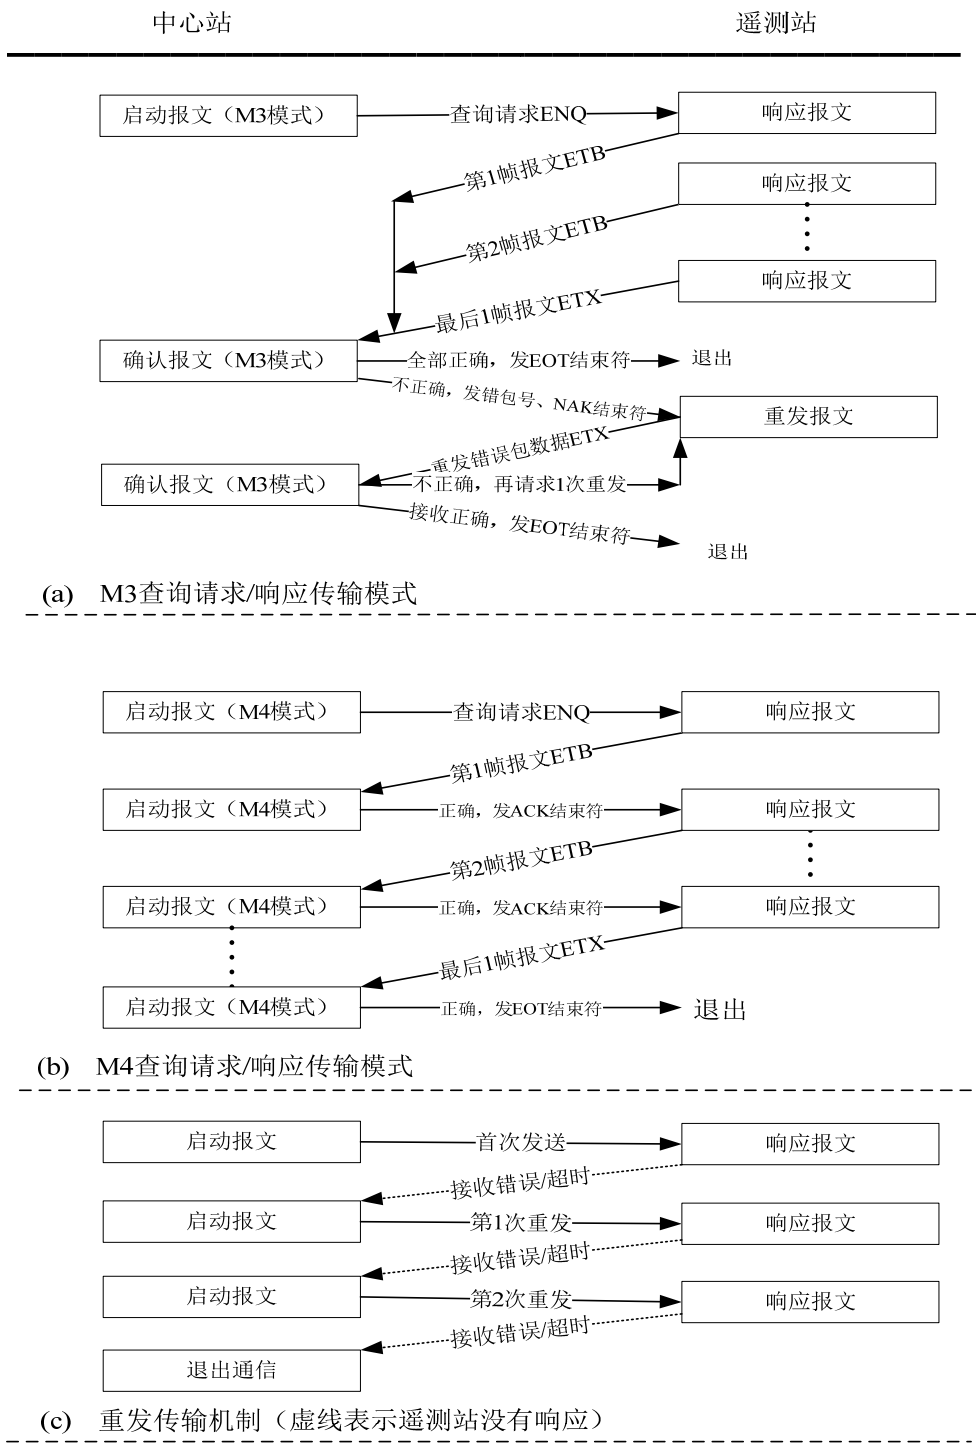 中心站 遥测站
启动报文（M3模式） 查询请求ENQ 响应报文
第1帧报文ETB
响应报文
第2帧报文ETB
响应报文
最后1帧报文ETX
确认报文（M3模式） 全部正确，发EOT结束符 退出
不正确，发错包号、NAK结束符
重发报文
重发错误包数据ETX
确认报文（M3模式） 不正确，再请求1次重发
接收正确，发EOT结束符
退出
(a) M3查询请求/响应传输模式
启动报文（M4模式） 查询请求ENQ 响应报文
第1帧报文ETB
启动报文（M4模式） 正确，发ACK结束符 响应报文
第2帧报文ETB
启动报文（M4模式） 正确，发ACK结束符 响应报文
最后1帧报文ETX
启动报文（M4模式） 正确，发EOT结束符 退出
(b) M4查询请求/响应传输模式
启动报文 首次发送 响应报文
接收错误/超时
启动报文 第1次重发 响应报文
接收错误/超时
启动报文 第2次重发 响应报文
接收错误/超时
退出通信
(c) 重发传输机制（虚线表示遥测站没有响应）